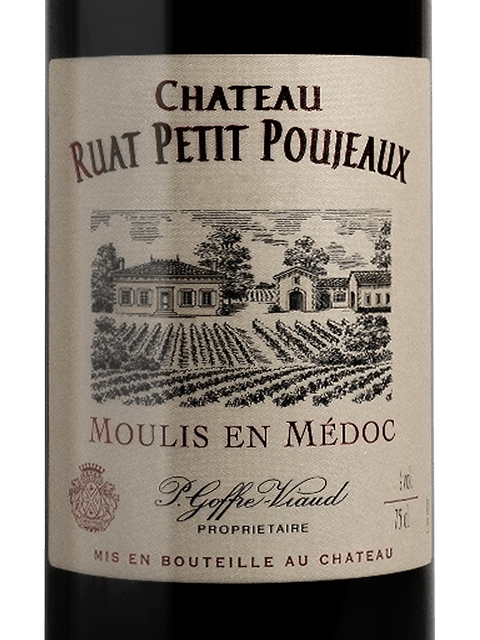 CHATEAU
RUAT PETIT POUJEAUX
MOULIS EN MÉDOC
P. Goffre-Viaud
PROPRIETAIRE
75 cl
MIS EN BOUTEILLE AU CHATEAU